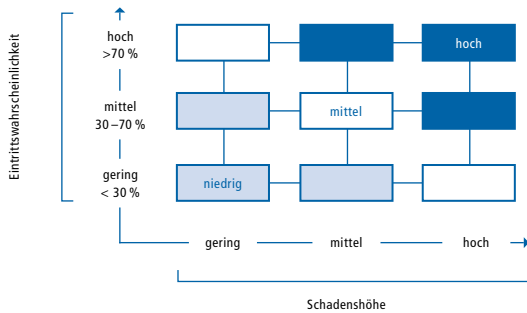 Eintrittswahrscheinlichkeit
hoch
>70 %
hoch
mittel
30–70 %
mittel
gering
< 30 %
niedrig
gering
mittel
hoch
Schadenshöhe